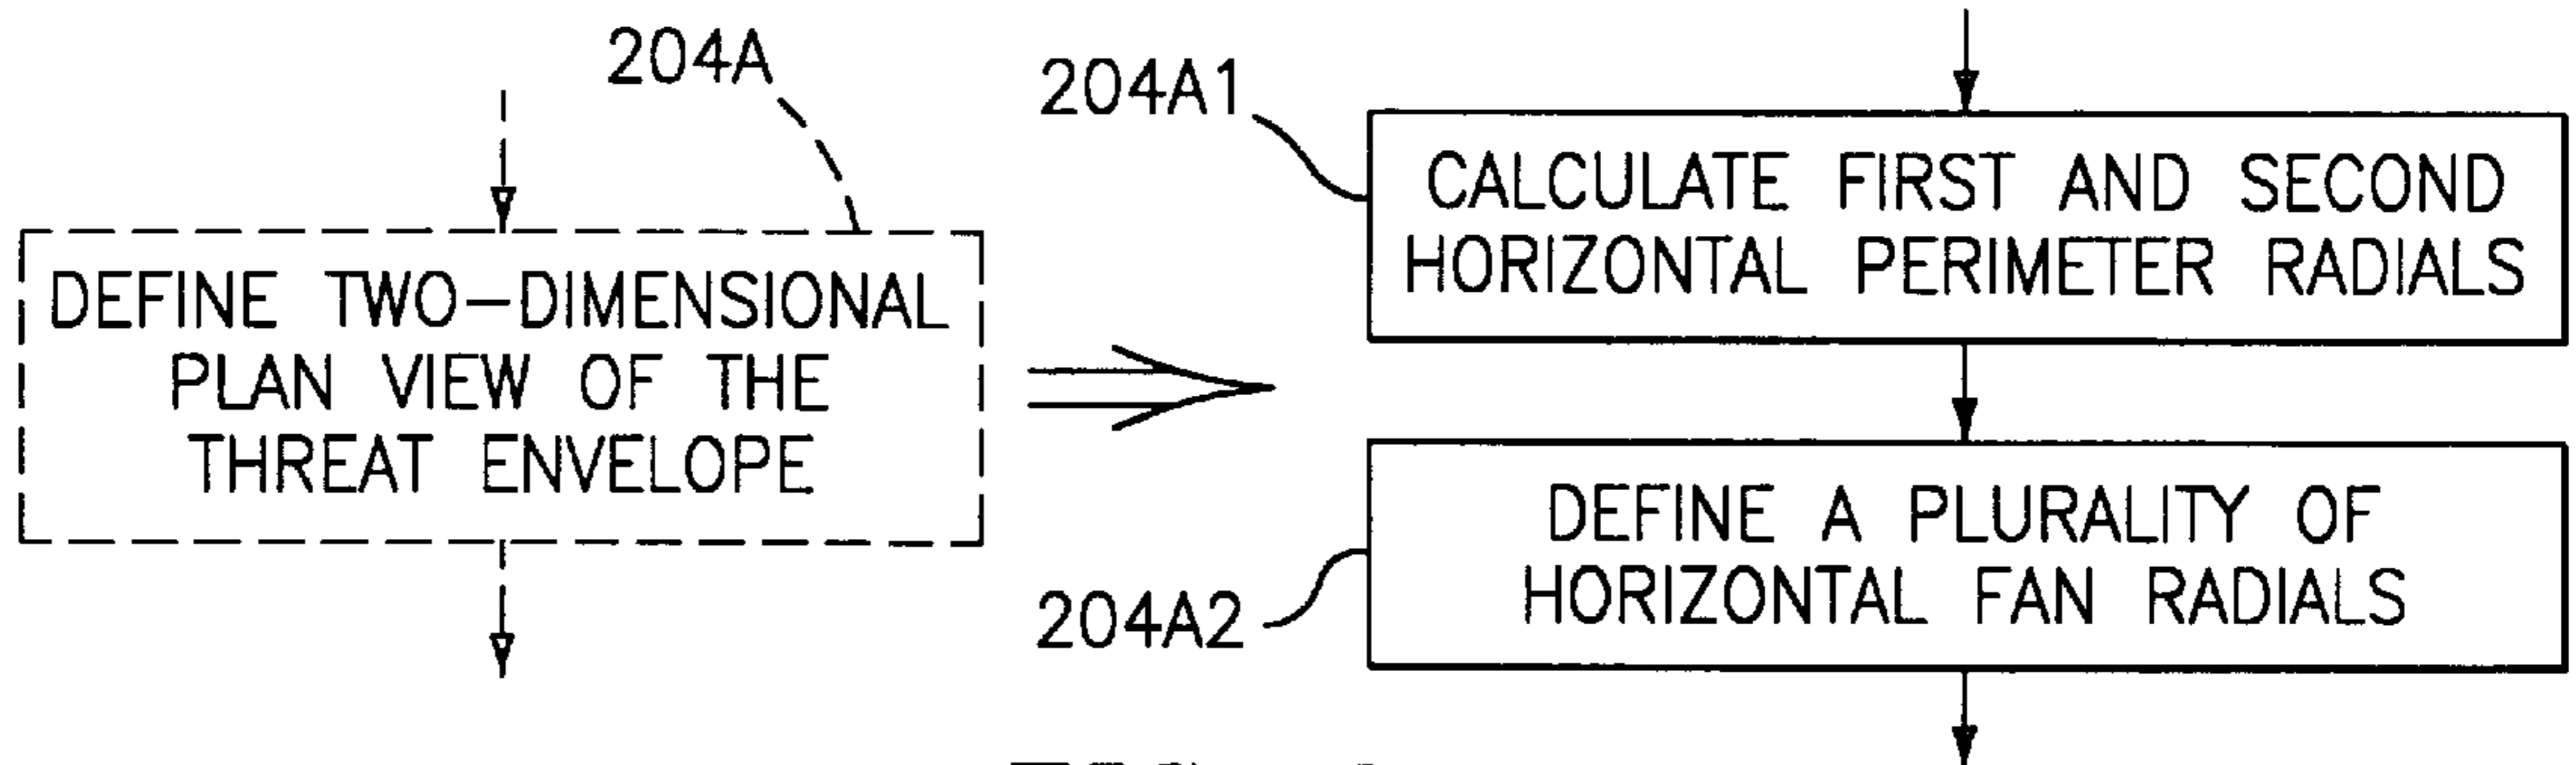 204A
DEFINE TWO-DIMENSIONAL
PLAN VIEW OF THE
THREAT ENVELOPE
204A1
CALCULATE FIRST AND SECOND
HORIZONTAL PERIMETER RADIALS
204A2
DEFINE A PLURALITY OF
HORIZONTAL FAN RADIALS